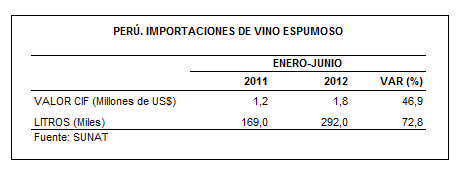 PERÚ. IMPORTACIONES DE VINO ESPUMOSO
ENERO-JUNIO
2011 2012 VAR (%)
VALOR CIF (Millones de US$) 1,2 1,8 46,9
LITROS (Miles) 169,0 292,0 72,8
Fuente: SUNAT